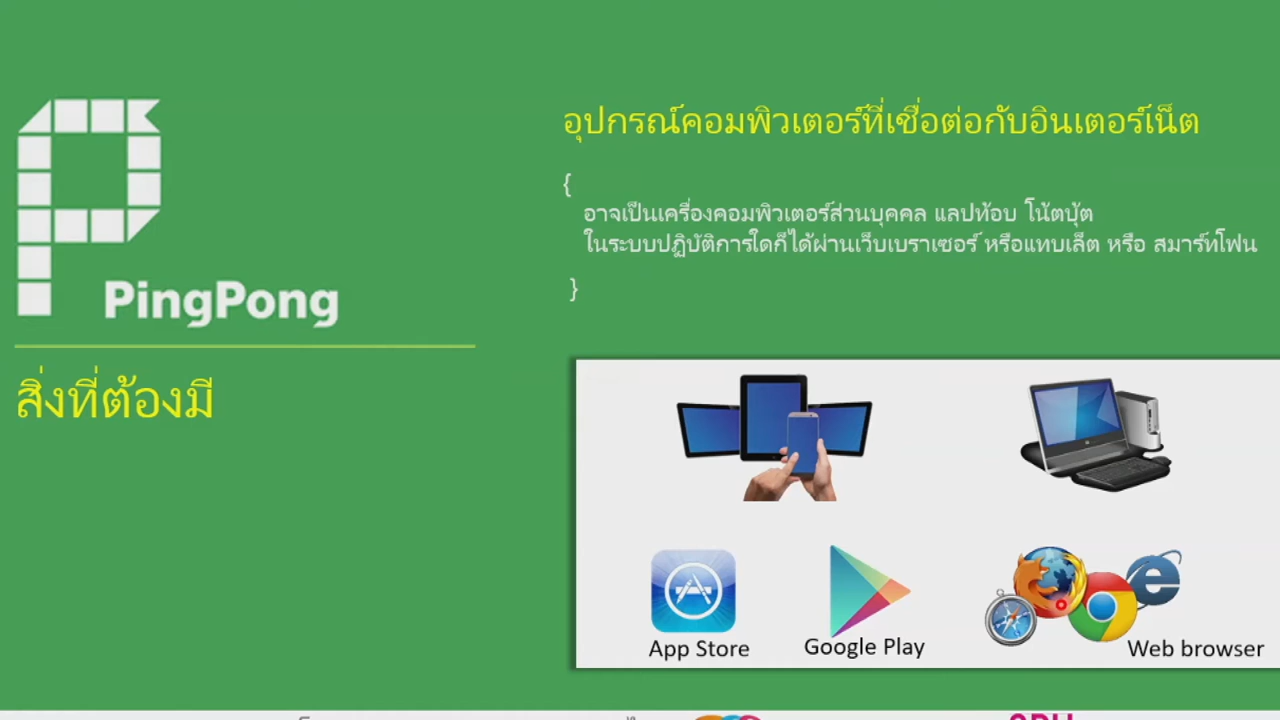 PingPong
สิ่งที่ต้องมี
อุปกรณ์คอมพิวเตอร์ที่เชื่อต่อกับอินเตอร์เน็ต
{
อาจเป็นเครื่องคอมพิวเตอร์ส่วนบุคคล แลปท้อบ โน้ตบุ้ต
ในระบบปฏิบัติการใดก็ได้ผ่านเว็บเบราเซอร์ หรือแทบเล็ต หรือ สมาร์ทโฟน
}
App Store
Google Play
Web browser